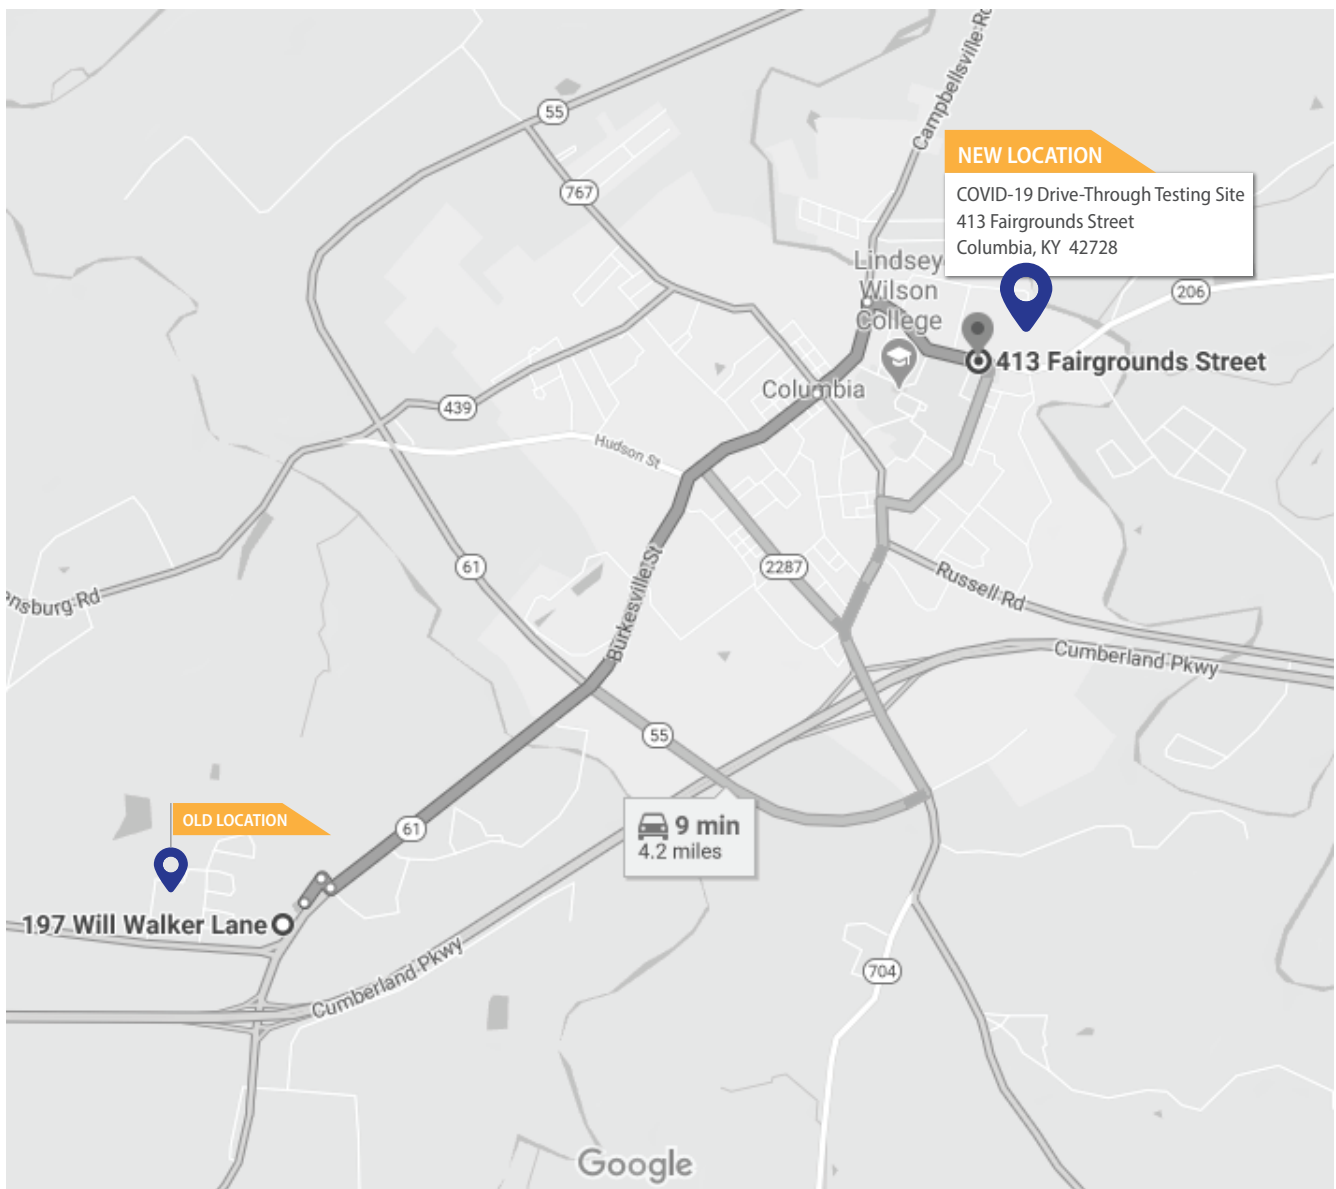 55
Campbellsville Rd
NEW LOCATION
767
COVID-19 Drive-Through Testing Site
413 Fairgrounds Street
Columbia, KY 42728
Lindsey
Wilson
College
206
413 Fairgrounds Street
Columbia
439
Hudson St
61
2287
Russell Rd
ensburg Rd
Burkesville St
Cumberland Pkwy
55
OLD LOCATION
61
9 min
4.2 miles
197 Will Walker Lane
Cumberland Pkwy
704
Google